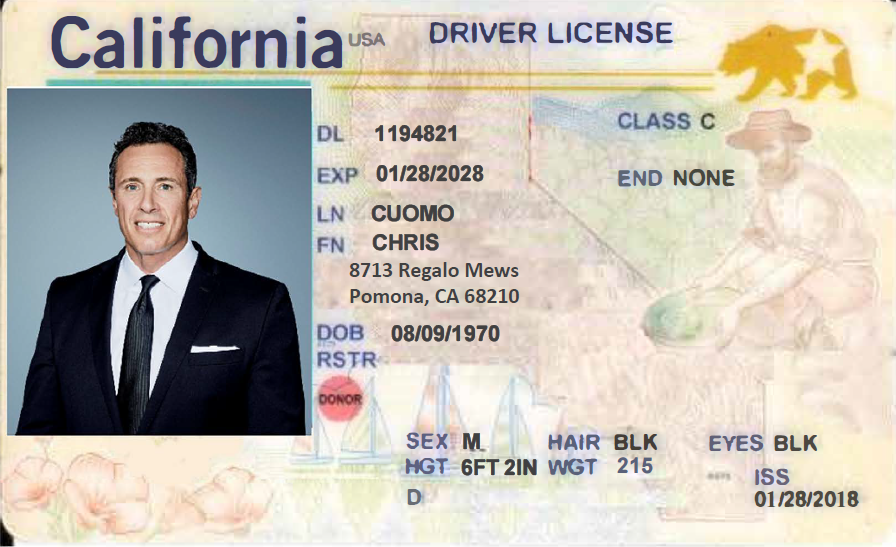 California USA DRIVER LICENSE
CLASS C
DL 1194821
EXP 01/28/2028
END NONE
LN CUOMO
FN CHRIS
8713 Regalo Mews
Pomona, CA 68210
DOB 08/09/1970
RSTR
DONOR
SEX M HAIR BLK EYES BLK
HGT 6FT 2IN WGT 215
ISS
D 01/28/2018